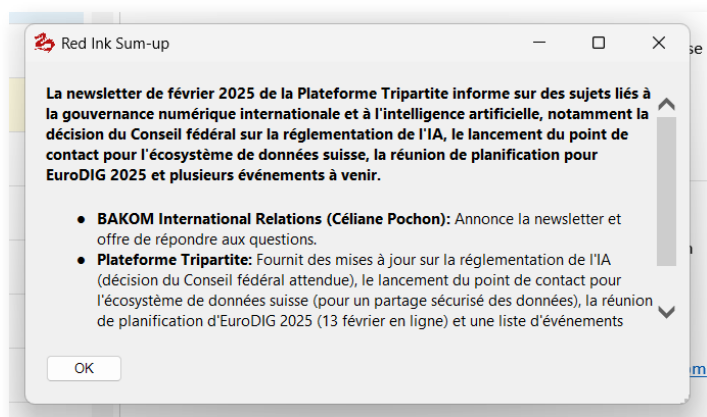 Red Ink Sum-up
se
La newsletter de février 2025 de la Plateforme Tripartite informe sur des sujets liés à
la gouvernance numérique internationale et à l'intelligence artificielle, notamment la
décision du Conseil fédéral sur la réglementation de l'IA, le lancement du point de
contact pour l'écosystème de données suisse, la réunion de planification pour
EuroDIG 2025 et plusieurs événements à venir.
● BAKOM International Relations (Céliane Pochon): Annonce la newsletter et
offre de répondre aux questions.
● Plateforme Tripartite: Fournit des mises à jour sur la réglementation de l'IA
(décision du Conseil fédéral attendue), le lancement du point de contact pour
l'écosystème de données suisse (pour un partage sécurisé des données), la réunion
de planification d'EuroDIG 2025 (13 février en ligne) et une liste d'événements
OK
om